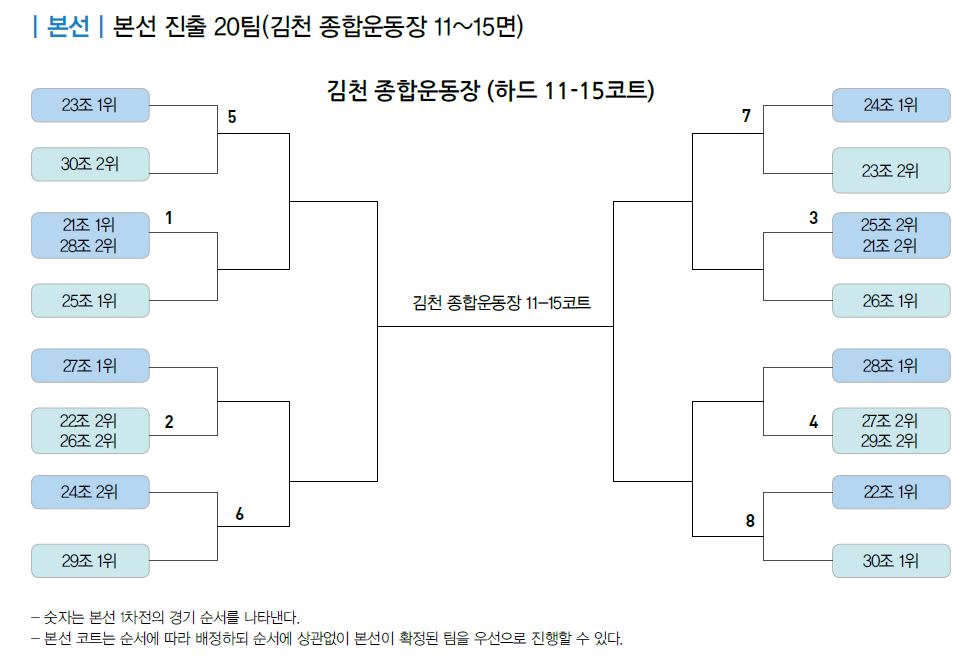 | 본선 | 본선 진출 20팀(김천 종합운동장 11~15면)
김천 종합운동장 (하드 11-15코트)
23조 1위
5
30조 2위
21조 1위
28조 2위
1
25조 1위
27조 1위
22조 2위
26조 2위
2
24조 2위
6
29조 1위
김천 종합운동장 11-15코트
7
24조 1위
23조 2위
3
25조 2위
21조 2위
26조 1위
28조 1위
4
27조 2위
29조 2위
22조 1위
8
30조 1위
- 숫자는 본선 1차전의 경기 순서를 나타낸다.
- 본선 코트는 순서에 따라 배정하되 순서에 상관없이 본선이 확정된 팀을 우선으로 진행할 수 있다.